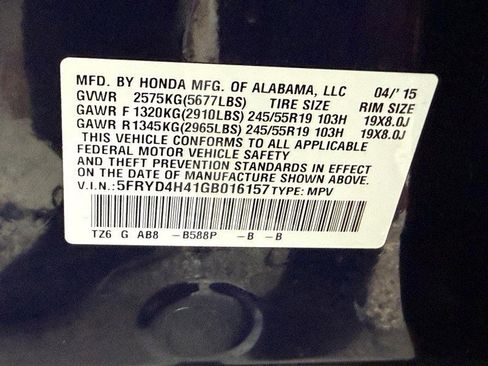 MFD. BY HONDA MFG. OF ALABAMA, LLC 04/'15
GVWR 2575KG(5677LBS) TIRE SIZE RIM SIZE
GAWR F 1320KG(2910LBS) 245/55R19 103H 19X8.0J
GAWR R1345KG(2965LBS) 245/55R19 103H 19X8.0J
THIS VEHICLE CONFORMS TO ALL APPLICABLE
FEDERAL MOTOR VEHICLE SAFETY
AND THEFT PREVENTION STANDARDS IN EFFECT
ON THE DATE OF MANUFACTURE SHOWN ABOVE.
V.I.N.:5FRYD4H41GB016157 TYPE: MPV
TZ6 G AB8 -B588P -B -B